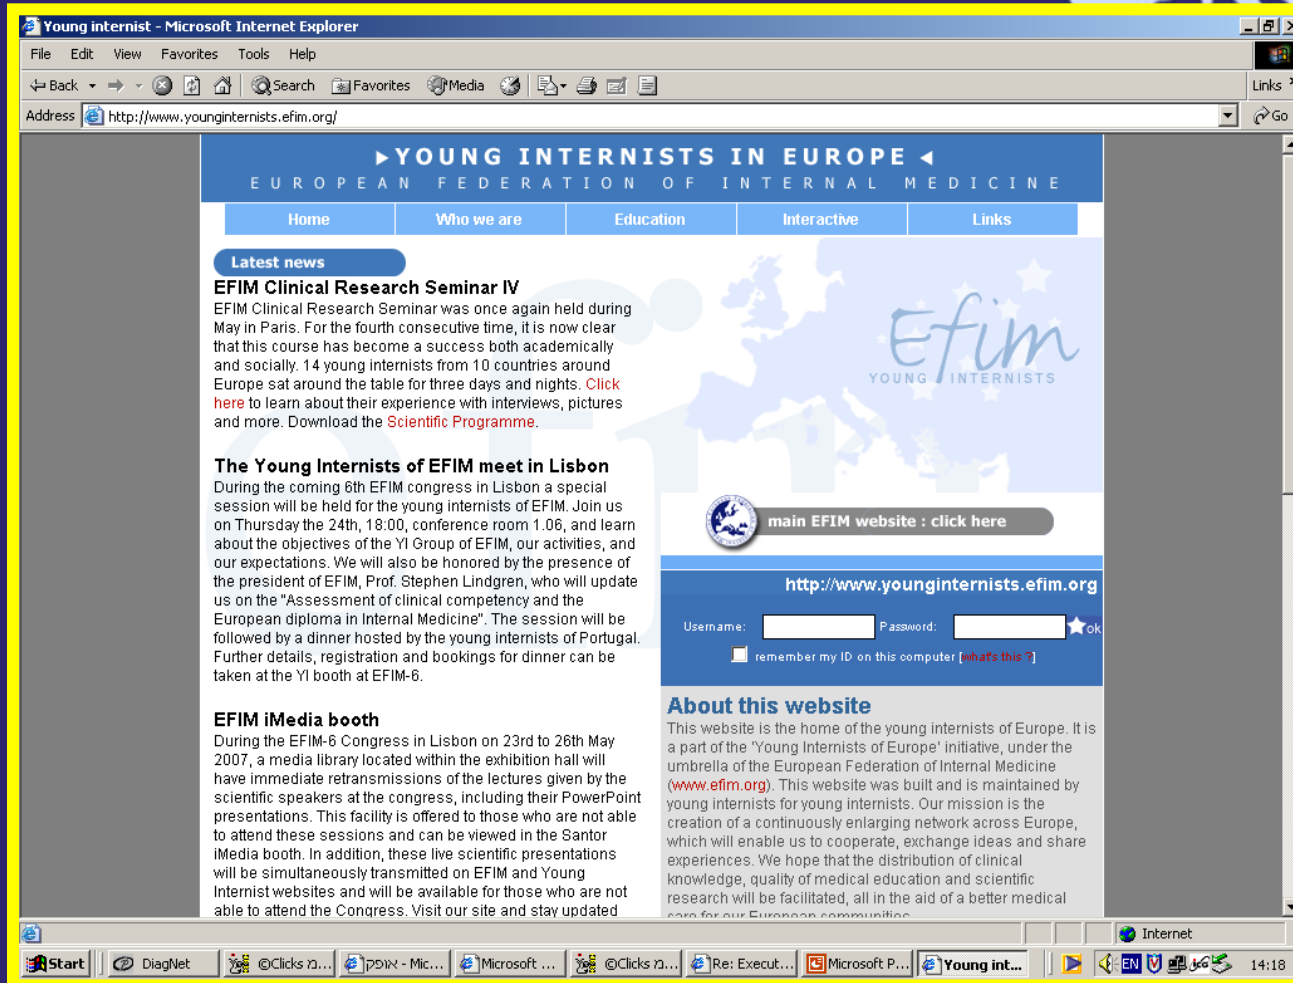 Young internist - Microsoft Internet Explorer
File Edit View Favorites Tools Help
Back Search Favorites Media Links
Address http://www.younginternists.efim.org/ Go
YOUNG INTERNISTS IN EUROPE
EUROPEAN FEDERATION OF INTERNAL MEDICINE
Home Who we are Education Interactive Links
Latest news
EFIM Clinical Research Seminar IV
EFIM Clinical Research Seminar was once again held during
May in Paris. For the fourth consecutive time, it is now clear
that this course has become a success both academically
and socially. 14 young internists from 10 countries around
Europe sat around the table for three days and nights. Click
here to learn about their experience with interviews, pictures
and more. Download the Scientific Programme.
The Young Internists of EFIM meet in Lisbon
During the coming 6th EFIM congress in Lisbon a special
session will be held for the young internists of EFIM. Join us
on Thursday the 24th, 18:00, conference room 1.06, and learn
about the objectives of the YI Group of EFIM, our activities, and
our expectations. We will also be honored by the presence of
the president of EFIM, Prof. Stephen Lindgren, who will update
us on the "Assessment of clinical competency and the
European diploma in Internal Medicine". The session will be
followed by a dinner hosted by the young internists of Portugal.
Further details, registration and bookings for dinner can be
taken at the YI booth at EFIM-6.
EFIM iMedia booth
During the EFIM-6 Congress in Lisbon on 23rd to 26th May
2007, a media library located within the exhibition hall will
have immediate retransmissions of the lectures given by the
scientific speakers at the congress, including their PowerPoint
presentations. This facility is offered to those who are not able
to attend these sessions and can be viewed in the Santor
iMedia booth. In addition, these live scientific presentations
will be simultaneously transmitted on EFIM and Young
Internist websites and will be available for those who are not
able to attend the Congress. Visit our site and stay updated
efim
Efim
YOUNG INTERNISTS
main EFIM website : click here
http://www.younginternists.efim.org
Username: Password: ok
remember my ID on this computer [what's this ?]
About this website
This website is the home of the young internists of Europe. It is
a part of the 'Young Internists of Europe' initiative, under the
umbrella of the European Federation of Internal Medicine
(www.efim.org). This website was built and is maintained by
young internists for young internists. Our mission is the
creation of a continuously enlarging network across Europe,
which will enable us to cooperate, exchange ideas and share
experiences. We hope that the distribution of clinical
knowledge, quality of medical education and scientific
research will be facilitated, all in the aid of a better medical
care for our European communities
Internet
Start DiagNet ©Clicks מ... אופק - Mic... Microsoft ... ©Clicks מ... Re: Execut... Microsoft P... Young int... EN 14:18